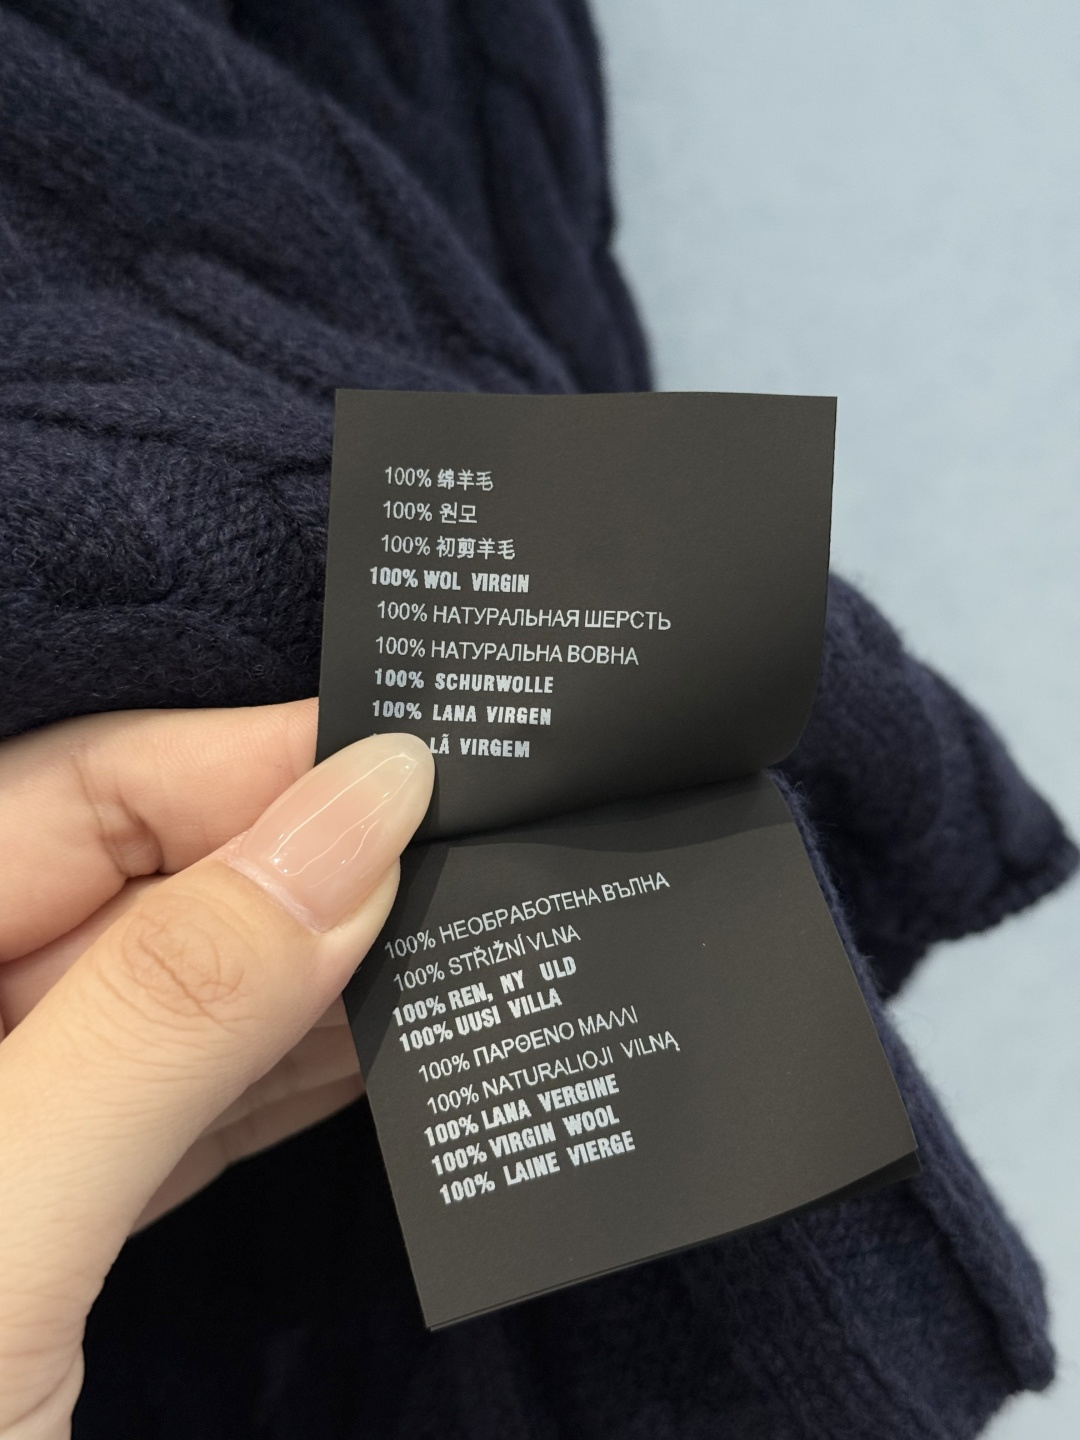 100% 绵羊毛
100% 원모
100% 初剪羊毛
100% WOL VIRGIN
100% НАТУРАЛЬНАЯ ШЕРСТЬ
100% НАТУРАЛЬНА ВОВНА
100% SCHURWOLLE
100% LANA VIRGEN
LÃ VIRGEM
100% НЕОБРАБОТЕНА ВЪЛНА
100% STŘIŽNÍ VLNA
100% REN, NY ULD
100% UUSI VILLA
100% ΠΑΡΘΕΝΟ ΜΑΛΛΙ
100% NATURALIOJI VILNĄ
100% LANA VERGINE
100% VIRGIN WOOL
100% LAINE VIERGE